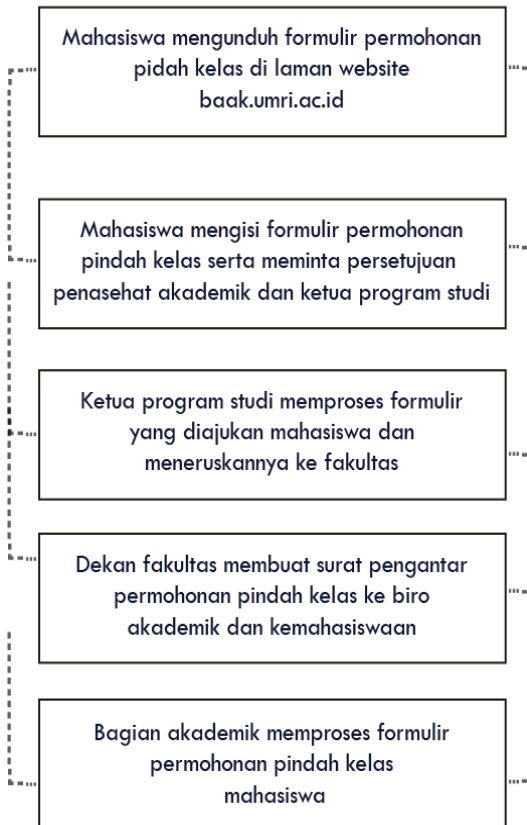 Mahasiswa mengunduh formulir permohonan
pidah kelas di laman website
baak.umri.ac.id
Mahasiswa mengisi formulir permohonan
pindah kelas serta meminta persetujuan
penasehat akademik dan ketua program studi
Ketua program studi memproses formulir
yang diajukan mahasiswa dan
meneruskannya ke fakultas
Dekan fakultas membuat surat pengantar
permohonan pindah kelas ke biro
akademik dan kemahasiswaan
Bagian akademik memproses formulir
permohonan pindah kelas
mahasiswa